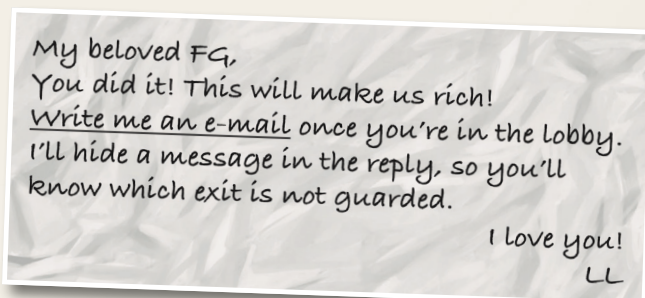 My beloved FG,
You did it! This will make us rich!
Write me an e-mail once you're in the lobby.
I'll hide a message in the reply, so you'll
know which exit is not guarded.
I love you!
LL